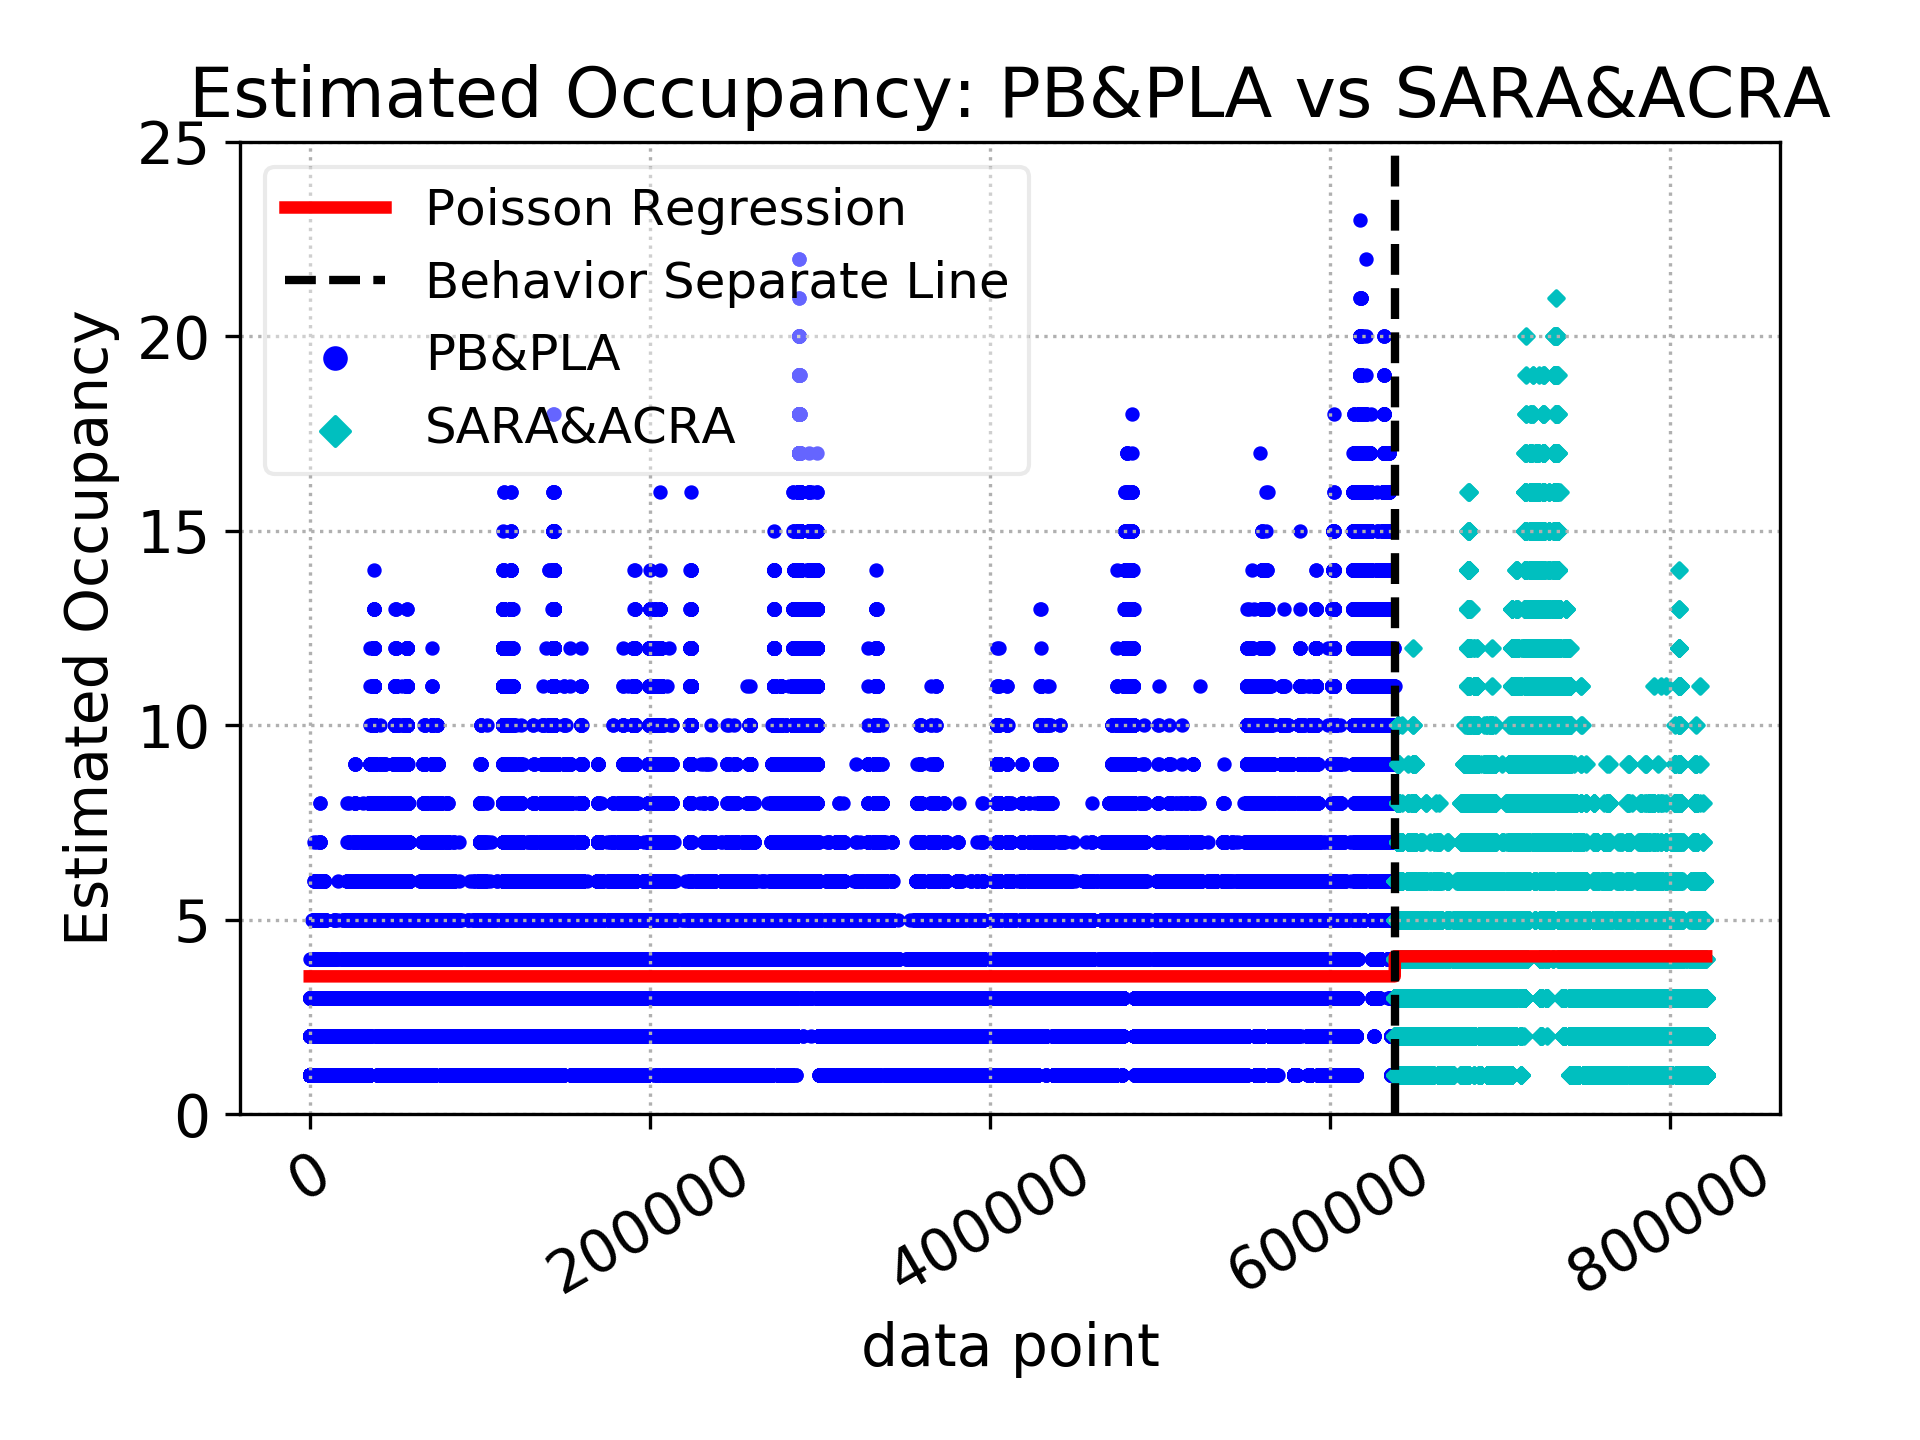 Estimated Occupancy: PB&PLA vs SARA&ACRA
25
20
15
10
5
0
Estimated Occupancy
Poisson Regression
Behavior Separate Line
PB&PLA
SARA&ACRA
0
200000
400000
600000
800000
data point